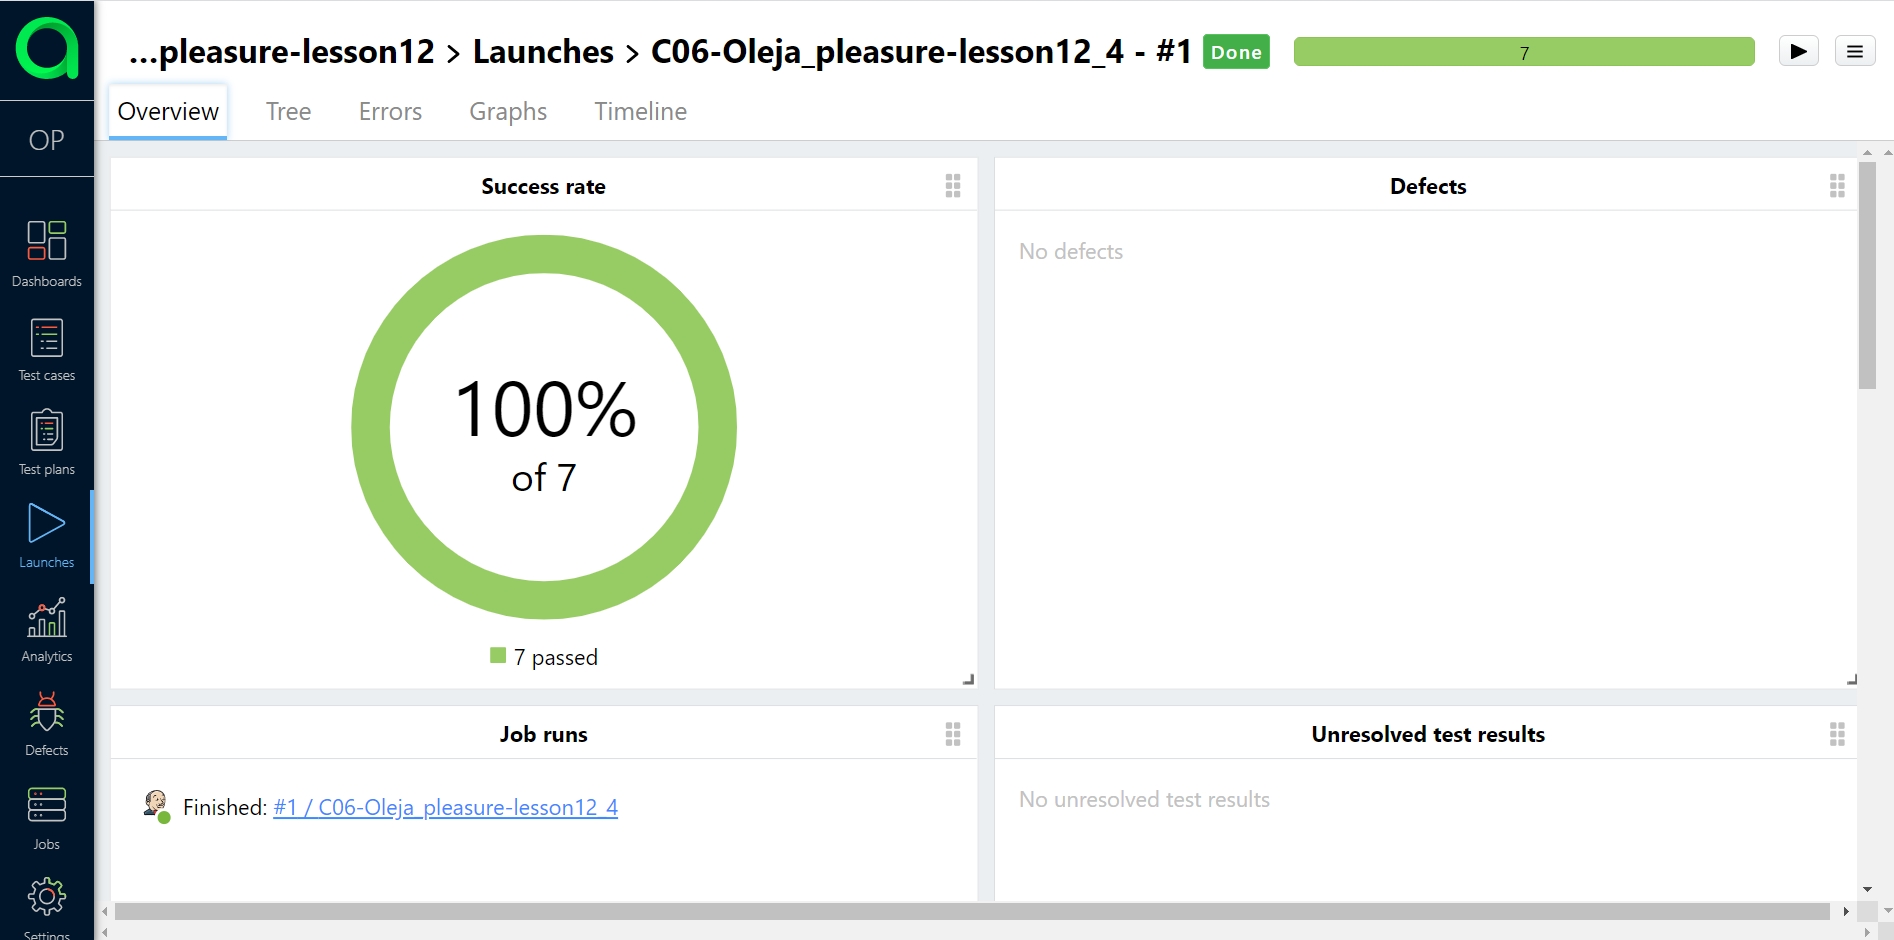 ...pleasure-lesson12 > Launches > C06-Oleja_pleasure-lesson12_4 - #1 Done 7
OP
Overview Tree Errors Graphs Timeline
Dashboards
Test cases
Test plans
Launches
Analytics
Defects
Jobs
Settings
Success rate
100%
of 7
7 passed
Defects
No defects
Job runs
Finished: #1 / C06-Oleja_pleasure-lesson12_4
Unresolved test results
No unresolved test results